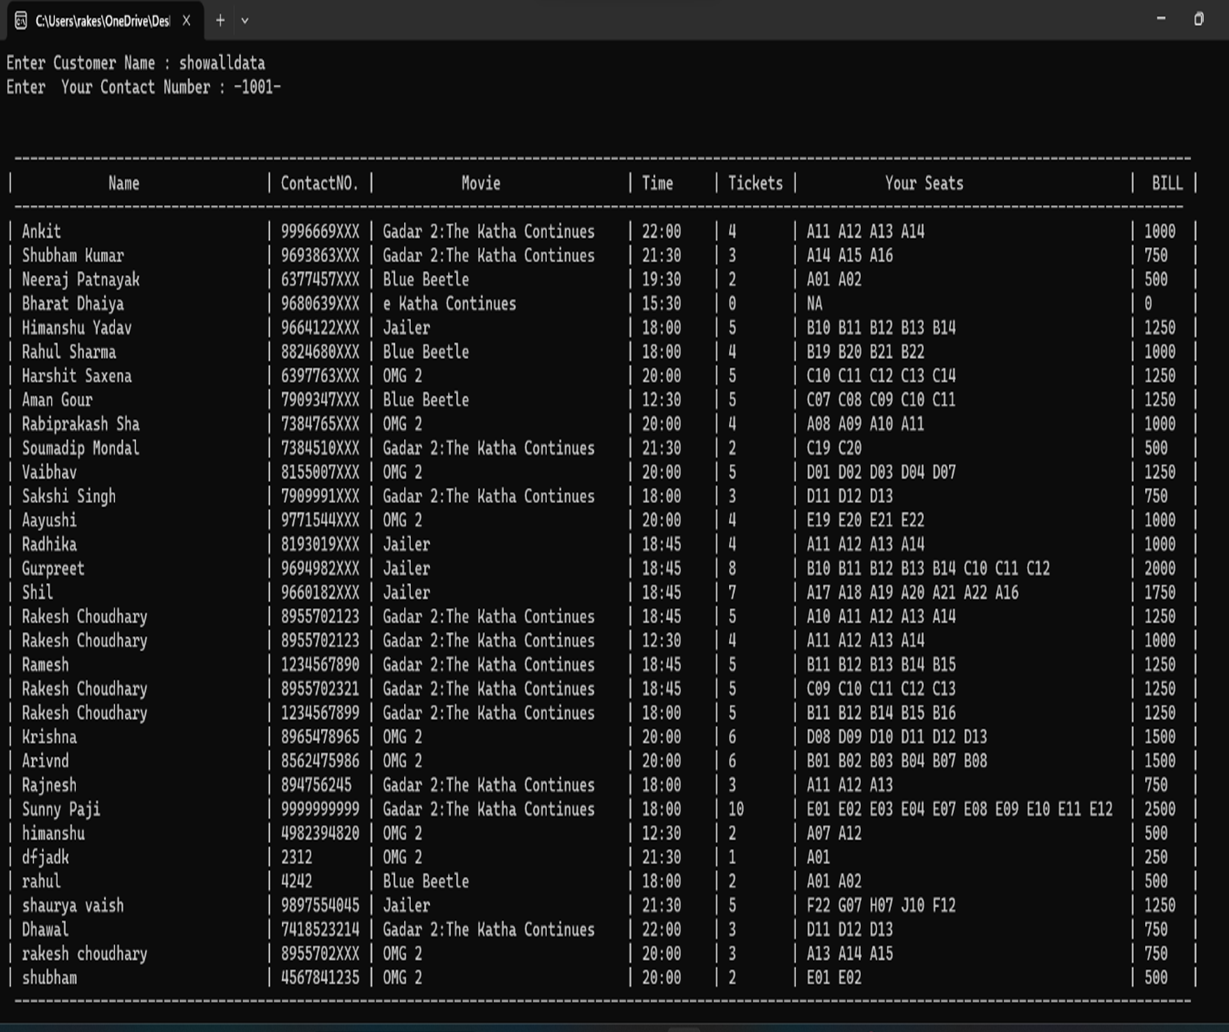 C:\Users\rakes\OneDrive\Des
Enter Customer Name : showalldata
Enter  Your Contact Number : -1001-
| Name | ContactNO. | Movie | Time | Tickets | Your Seats | BILL |
| Ankit | 9996669XXX | Gadar 2:The Katha Continues | 22:00 | 4 | A11 A12 A13 A14 | 1000 |
| Shubham Kumar | 9693863XXX | Gadar 2:The Katha Continues | 21:30 | 3 | A14 A15 A16 | 750 |
| Neeraj Patnayak | 6377457XXX | Blue Beetle | 19:30 | 2 | A01 A02 | 500 |
| Bharat Dhaiya | 9680639XXX | e Katha Continues | 15:30 | 0 | NA | 0 |
| Himanshu Yadav | 9664122XXX | Jailer | 18:00 | 5 | B10 B11 B12 B13 B14 | 1250 |
| Rahul Sharma | 8824680XXX | Blue Beetle | 18:00 | 4 | B19 B20 B21 B22 | 1000 |
| Harshit Saxena | 6397763XXX | OMG 2 | 20:00 | 5 | C10 C11 C12 C13 C14 | 1250 |
| Aman Gour | 7909347XXX | Blue Beetle | 12:30 | 5 | C07 C08 C09 C10 C11 | 1250 |
| Rabiprakash Sha | 7384765XXX | OMG 2 | 20:00 | 4 | A08 A09 A10 A11 | 1000 |
| Soumadip Mondal | 7384510XXX | Gadar 2:The Katha Continues | 21:30 | 2 | C19 C20 | 500 |
| Vaibhav | 8155007XXX | OMG 2 | 20:00 | 5 | D01 D02 D03 D04 D07 | 1250 |
| Sakshi Singh | 7909991XXX | Gadar 2:The Katha Continues | 18:00 | 3 | D11 D12 D13 | 750 |
| Aayushi | 9771544XXX | OMG 2 | 20:00 | 4 | E19 E20 E21 E22 | 1000 |
| Radhika | 8193019XXX | Jailer | 18:45 | 4 | A11 A12 A13 A14 | 1000 |
| Gurpreet | 9694982XXX | Jailer | 18:45 | 8 | B10 B11 B12 B13 B14 C10 C11 C12 | 2000 |
| Shil | 9660182XXX | Jailer | 18:45 | 7 | A17 A18 A19 A20 A21 A22 A16 | 1750 |
| Rakesh Choudhary | 8955702123 | Gadar 2:The Katha Continues | 18:45 | 5 | A10 A11 A12 A13 A14 | 1250 |
| Rakesh Choudhary | 8955702123 | Gadar 2:The Katha Continues | 12:30 | 4 | A11 A12 A13 A14 | 1000 |
| Ramesh | 1234567890 | Gadar 2:The Katha Continues | 18:45 | 5 | B11 B12 B13 B14 B15 | 1250 |
| Rakesh Choudhary | 8955702321 | Gadar 2:The Katha Continues | 18:45 | 5 | C09 C10 C11 C12 C13 | 1250 |
| Rakesh Choudhary | 1234567899 | Gadar 2:The Katha Continues | 18:00 | 5 | B11 B12 B14 B15 B16 | 1250 |
| Krishna | 8965478965 | OMG 2 | 20:00 | 6 | D08 D09 D10 D11 D12 D13 | 1500 |
| Arivnd | 8562475986 | OMG 2 | 20:00 | 6 | B01 B02 B03 B04 B07 B08 | 1500 |
| Rajnesh | 894756245 | Gadar 2:The Katha Continues | 18:00 | 3 | A11 A12 A13 | 750 |
| Sunny Paji | 9999999999 | Gadar 2:The Katha Continues | 18:00 | 10 | E01 E02 E03 E04 E07 E08 E09 E10 E11 E12 | 2500 |
| himanshu | 4982394820 | OMG 2 | 12:30 | 2 | A07 A12 | 500 |
| dfjadk | 2312 | OMG 2 | 21:30 | 1 | A01 | 250 |
| rahul | 4242 | Blue Beetle | 18:00 | 2 | A01 A02 | 500 |
| shaurya vaish | 9897554045 | Jailer | 21:30 | 5 | F22 G07 H07 J10 F12 | 1250 |
| Dhawal | 7418523214 | Gadar 2:The Katha Continues | 22:00 | 3 | D11 D12 D13 | 750 |
| rakesh choudhary | 8955702XXX | OMG 2 | 20:00 | 3 | A13 A14 A15 | 750 |
| shubham | 4567841235 | OMG 2 | 20:00 | 2 | E01 E02 | 500 |